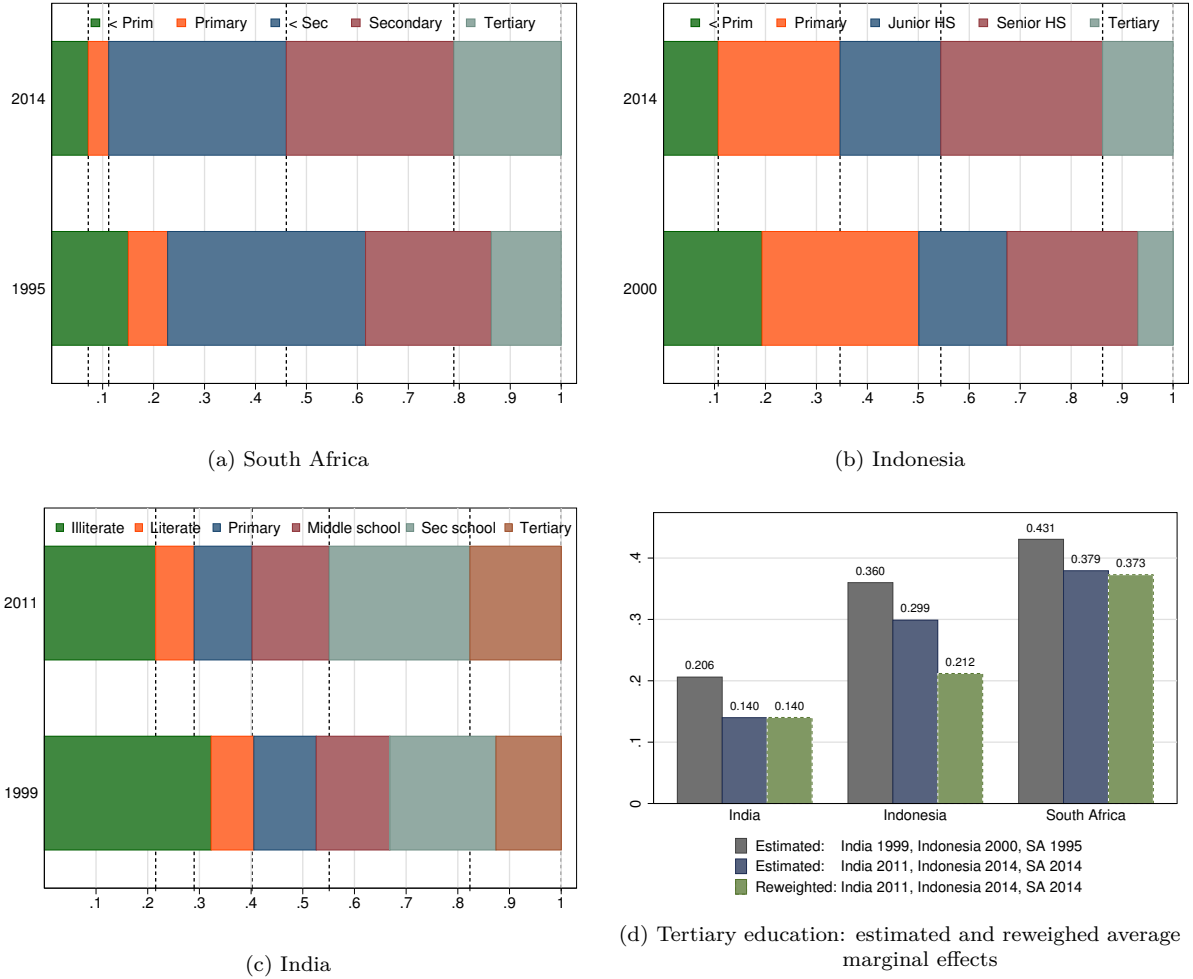 < Prim Primary < Sec Secondary Tertiary
2014
1995
.1 .2 .3 .4 .5 .6 .7 .8 .9 1
(a) South Africa
< Prim Primary Junior HS Senior HS Tertiary
2014
2000
.1 .2 .3 .4 .5 .6 .7 .8 .9 1
(b) Indonesia
Illiterate Literate Primary Middle school Sec school Tertiary
2011
1999
.1 .2 .3 .4 .5 .6 .7 .8 .9 1
(c) India
.4
.3
.2
.1
0
0.206 0.140 0.140
0.360 0.299 0.212
0.431 0.379 0.373
India Indonesia South Africa
Estimated: India 1999, Indonesia 2000, SA 1995
Estimated: India 2011, Indonesia 2014, SA 2014
Reweighted: India 2011, Indonesia 2014, SA 2014
(d) Tertiary education: estimated and reweighed average
marginal effects